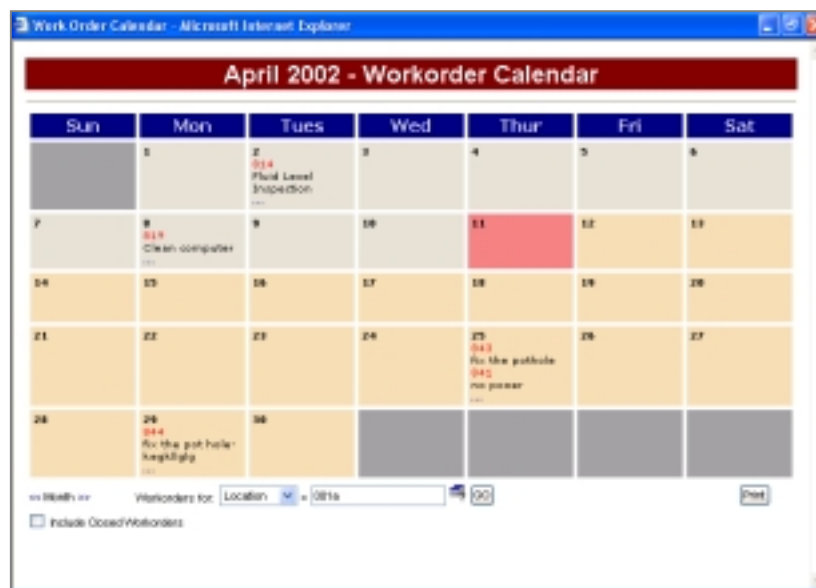 Work Order Calendar - Microsoft Internet Explorer
April 2002 - Workorder Calendar
Sun Mon Tues Wed Thur Fri Sat
1 2 3 4 5 6
014
Fluid Level
Inspection
...
7 8 9 10 11 12 13
019
Clean computer
...
14 15 16 17 18 19 20
21 22 23 24 25 26 27
043
fix the pothole
041
no power
...
28 29 30
044
fix the pot hole-
...
<< Month >> Workorders for: Location = 001a GO Print
Include Closed Workorders